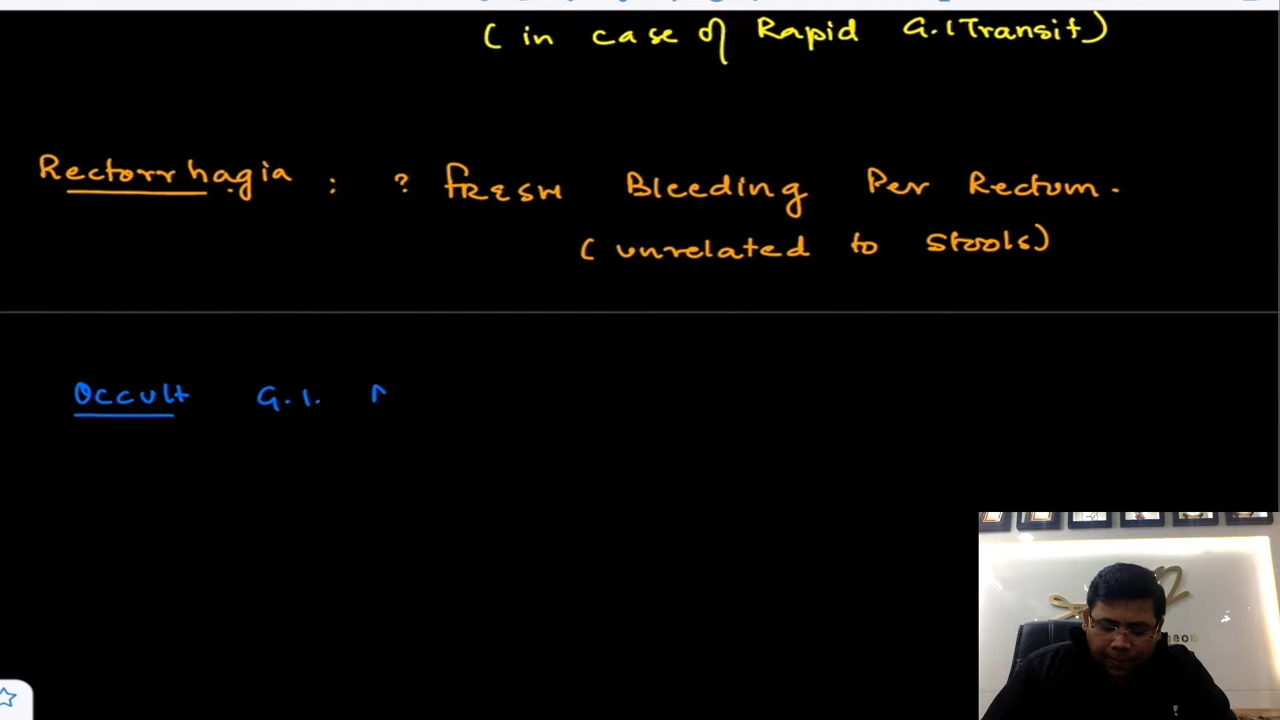 (in case of Rapid G.I Transit)
Rectorrhagia : ? FRESH Bleeding Per Rectum.
(unrelated to stools)
Occult G.I.